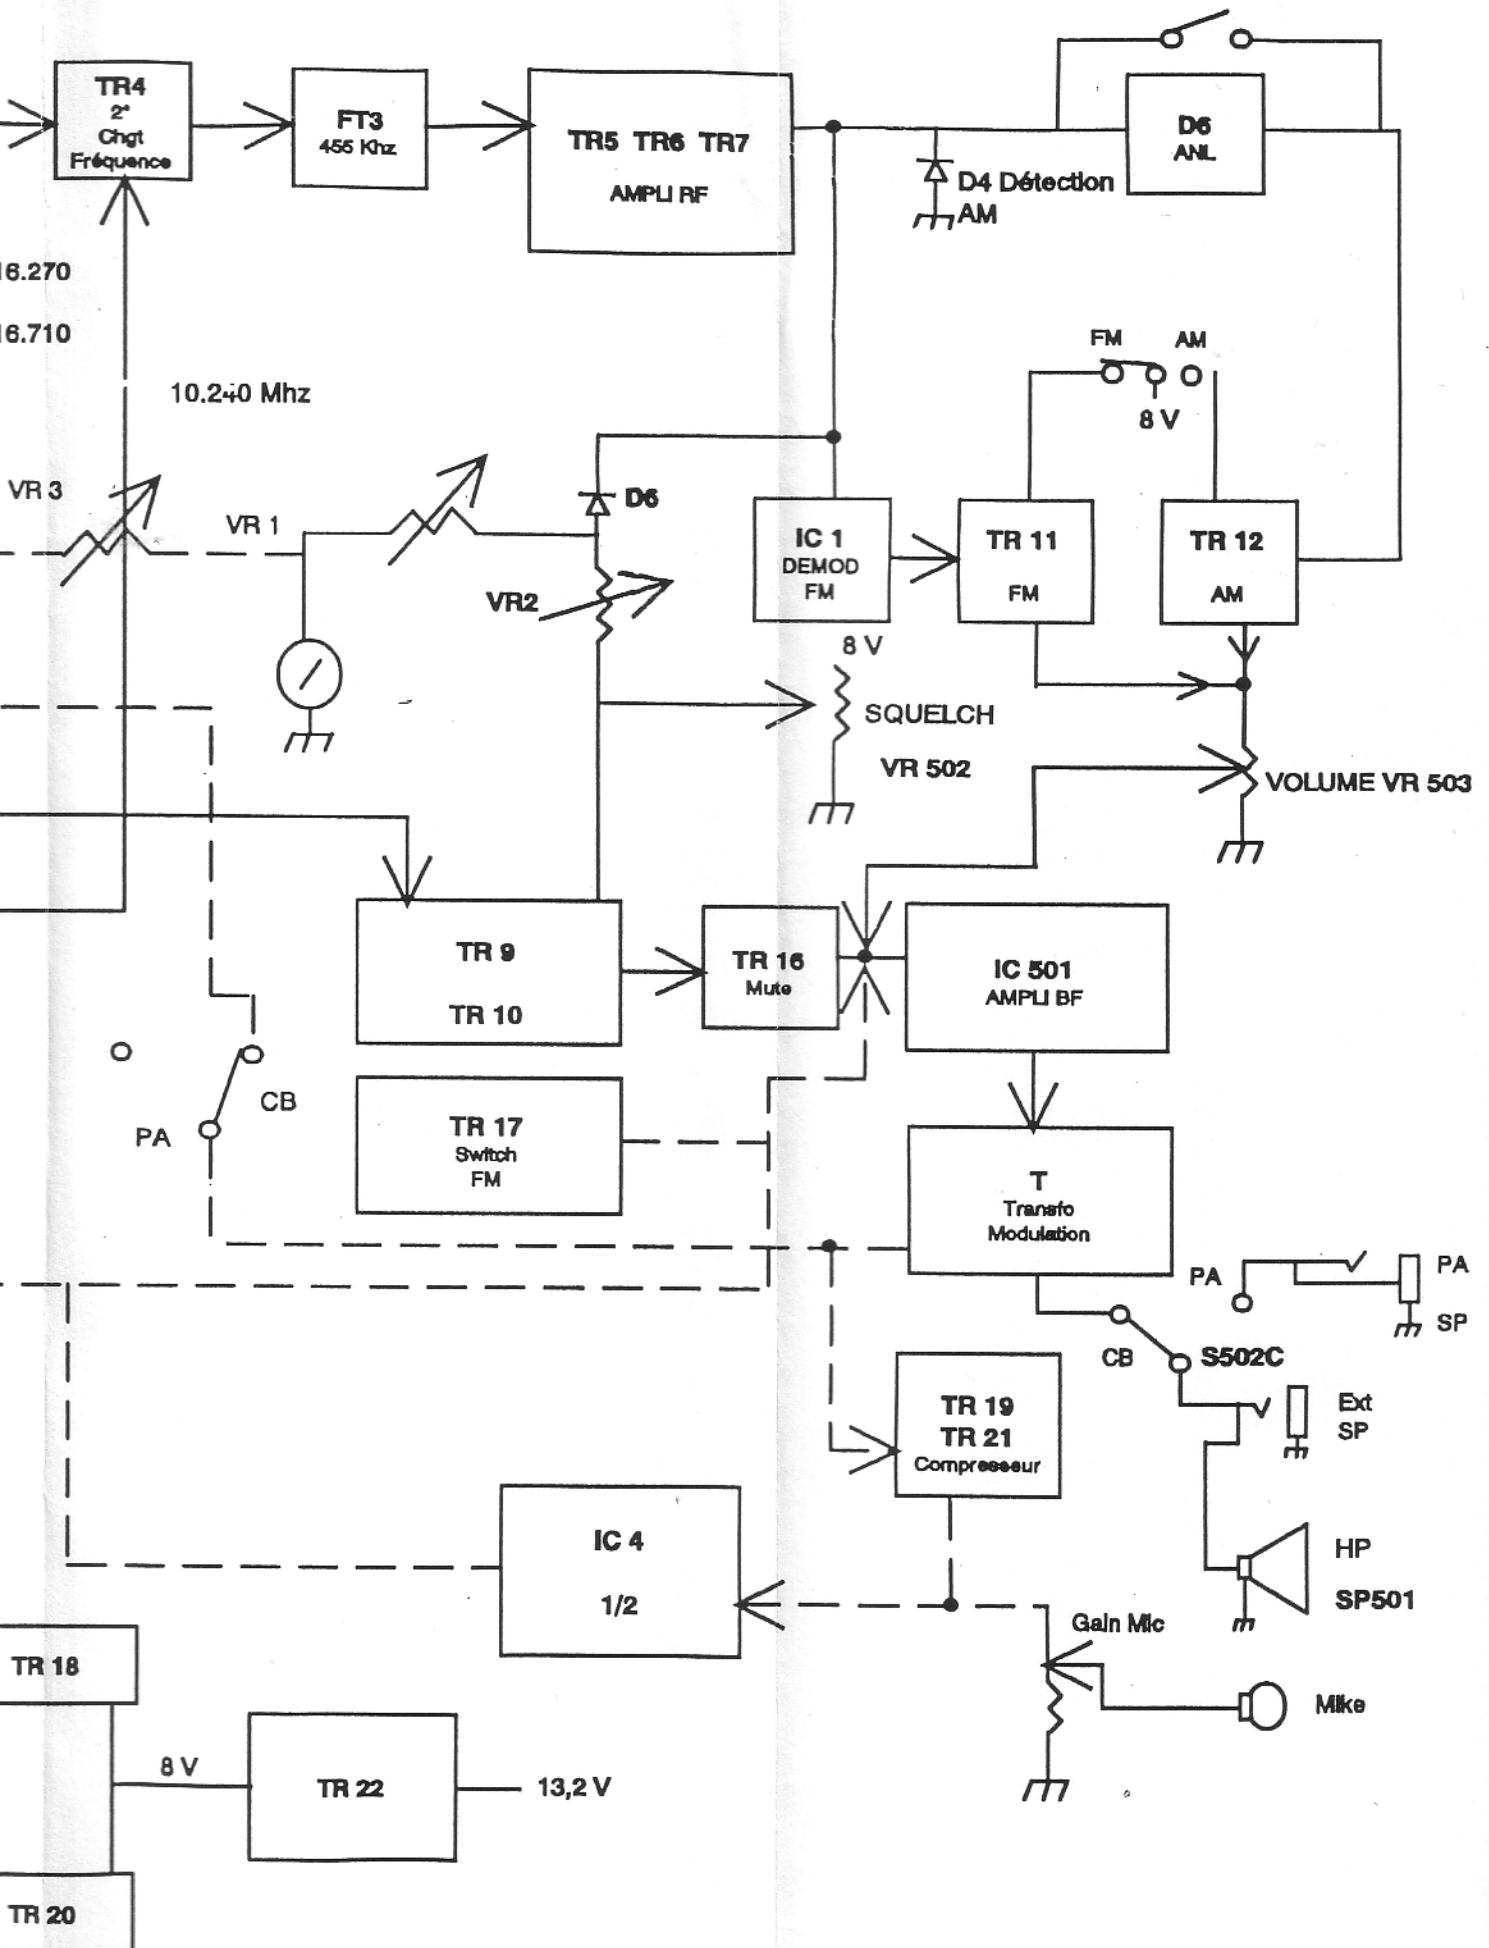 TR4
2°
Chgt
Fréquence
FT3
455 Khz
TR5 TR6 TR7
AMPLI RF
D4 Détection
AM
D6
ANL
16.270
16.710
10.240 Mhz
FM
AM
8 V
VR 3
VR 1
D6
VR2
IC 1
DEMOD
FM
TR 11
FM
TR 12
AM
8 V
SQUELCH
VR 502
VOLUME VR 503
TR 9
TR 10
TR 16
Mute
IC 501
AMPLI BF
CB
PA
TR 17
Switch
FM
T
Transfo
Modulation
PA
PA
SP
CB
S502C
Ext
SP
TR 19
TR 21
Compresseur
IC 4
1/2
HP
SP501
Gain Mic
Mike
TR 18
8 V
TR 22
13,2 V
TR 20